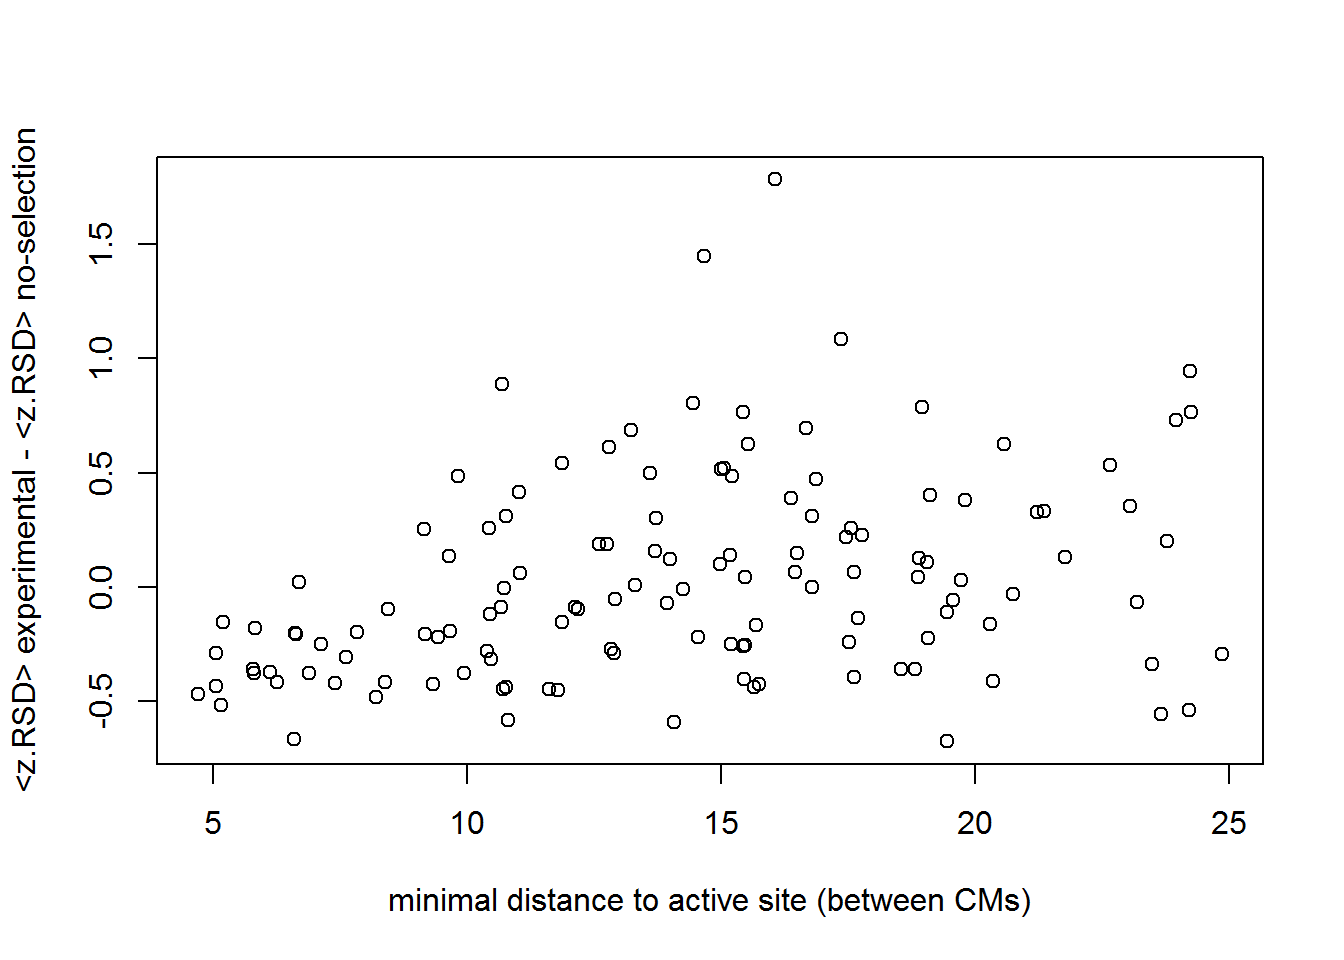 <z.RSD> experimental - <z.RSD> no-selection
1.5
1.0
0.5
0.0
-0.5
5 10 15 20 25
minimal distance to active site (between CMs)